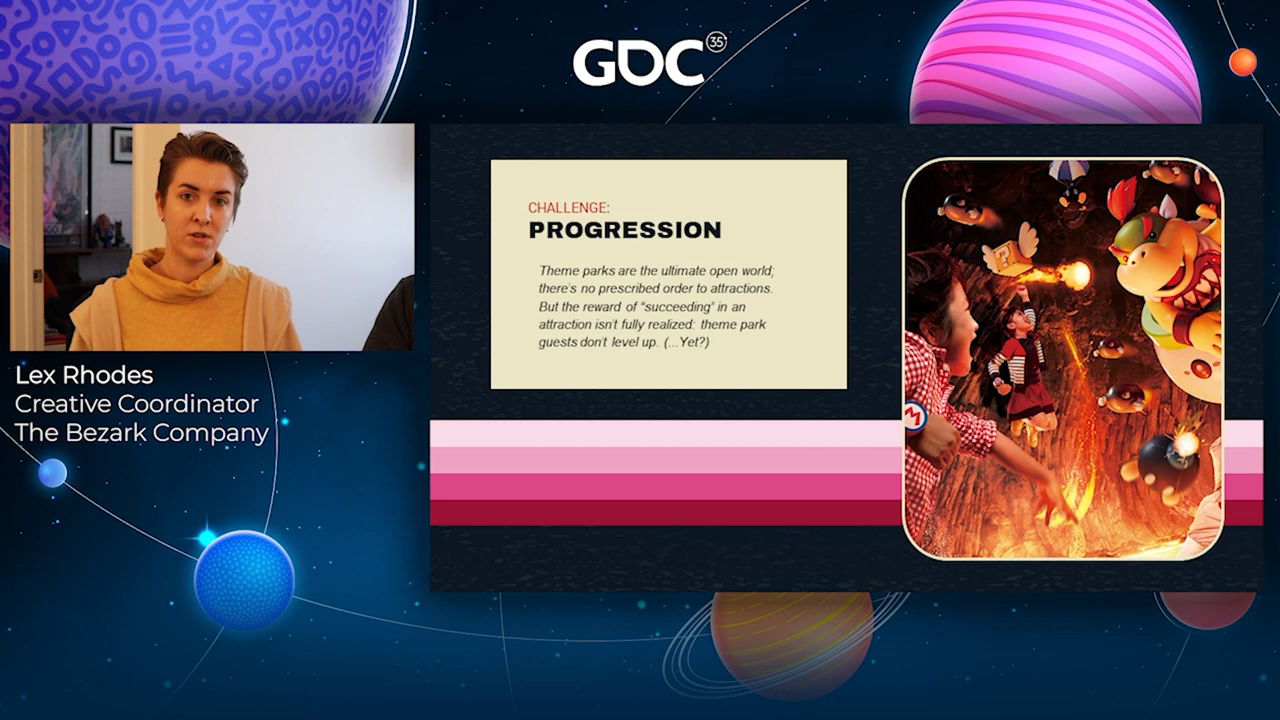 GDC 35
Lex Rhodes
Creative Coordinator
The Bezark Company
CHALLENGE:
PROGRESSION
Theme parks are the ultimate open world;
there's no prescribed order to attractions.
But the reward of "succeeding" in an
attraction isn't fully realized: theme park
guests don't level up. (...Yet?)
?
M